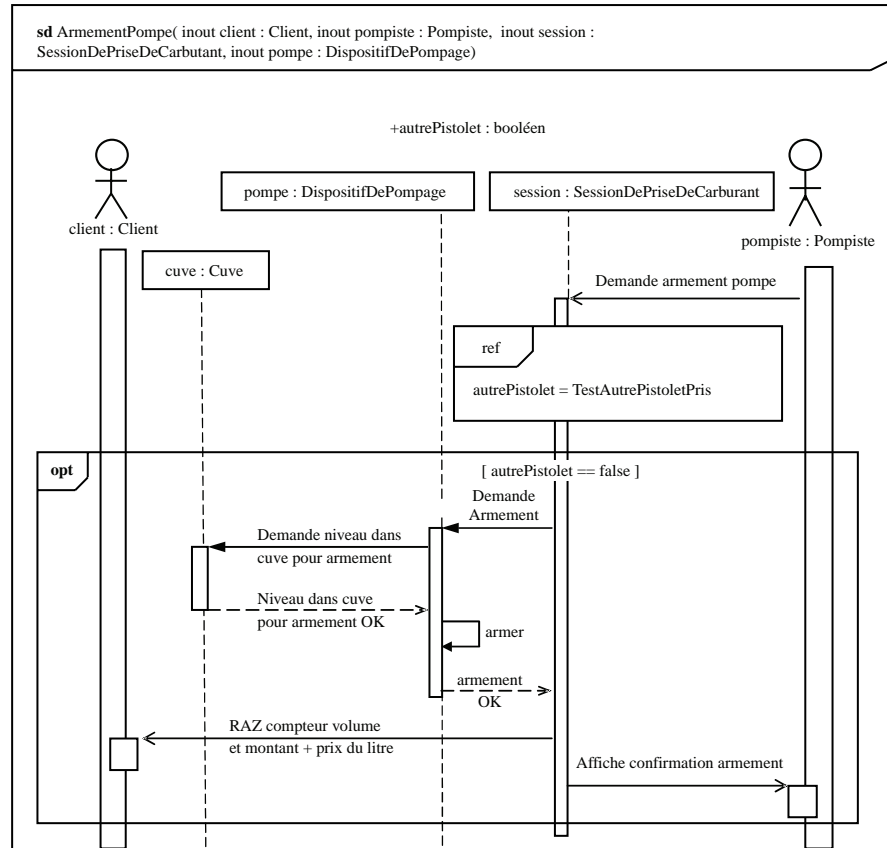 sd ArmementPompe( inout client : Client, inout pompiste : Pompiste, inout session :
SessionDePriseDeCarbutant, inout pompe : DispositifDePompage)
+autrePistolet : booléen
pompe : DispositifDePompage
session : SessionDePriseDeCarburant
client : Client
pompiste : Pompiste
cuve : Cuve
Demande armement pompe
ref
autrePistolet = TestAutrePistoletPris
opt
[ autrePistolet == false ]
Demande
Armement
Demande niveau dans
cuve pour armement
Niveau dans cuve
pour armement OK
armer
armement
OK
RAZ compteur volume
et montant + prix du litre
Affiche confirmation armement